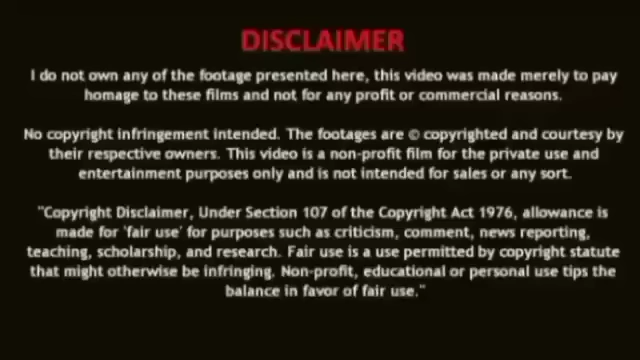 DISCLAIMER
I do not own any of the footage presented here, this video was made merely to pay
homage to these films and not for any profit or commercial reasons.
No copyright infringement intended. The footages are © copyrighted and courtesy by
their respective owners. This video is a non-profit film for the private use and
entertainment purposes only and is not intended for sales or any sort.
"Copyright Disclaimer, Under Section 107 of the Copyright Act 1976, allowance is
made for 'fair use' for purposes such as criticism, comment, news reporting,
teaching, scholarship, and research. Fair use is a use permitted by copyright statute
that might otherwise be infringing. Non-profit, educational or personal use tips the
balance in favor of fair use."